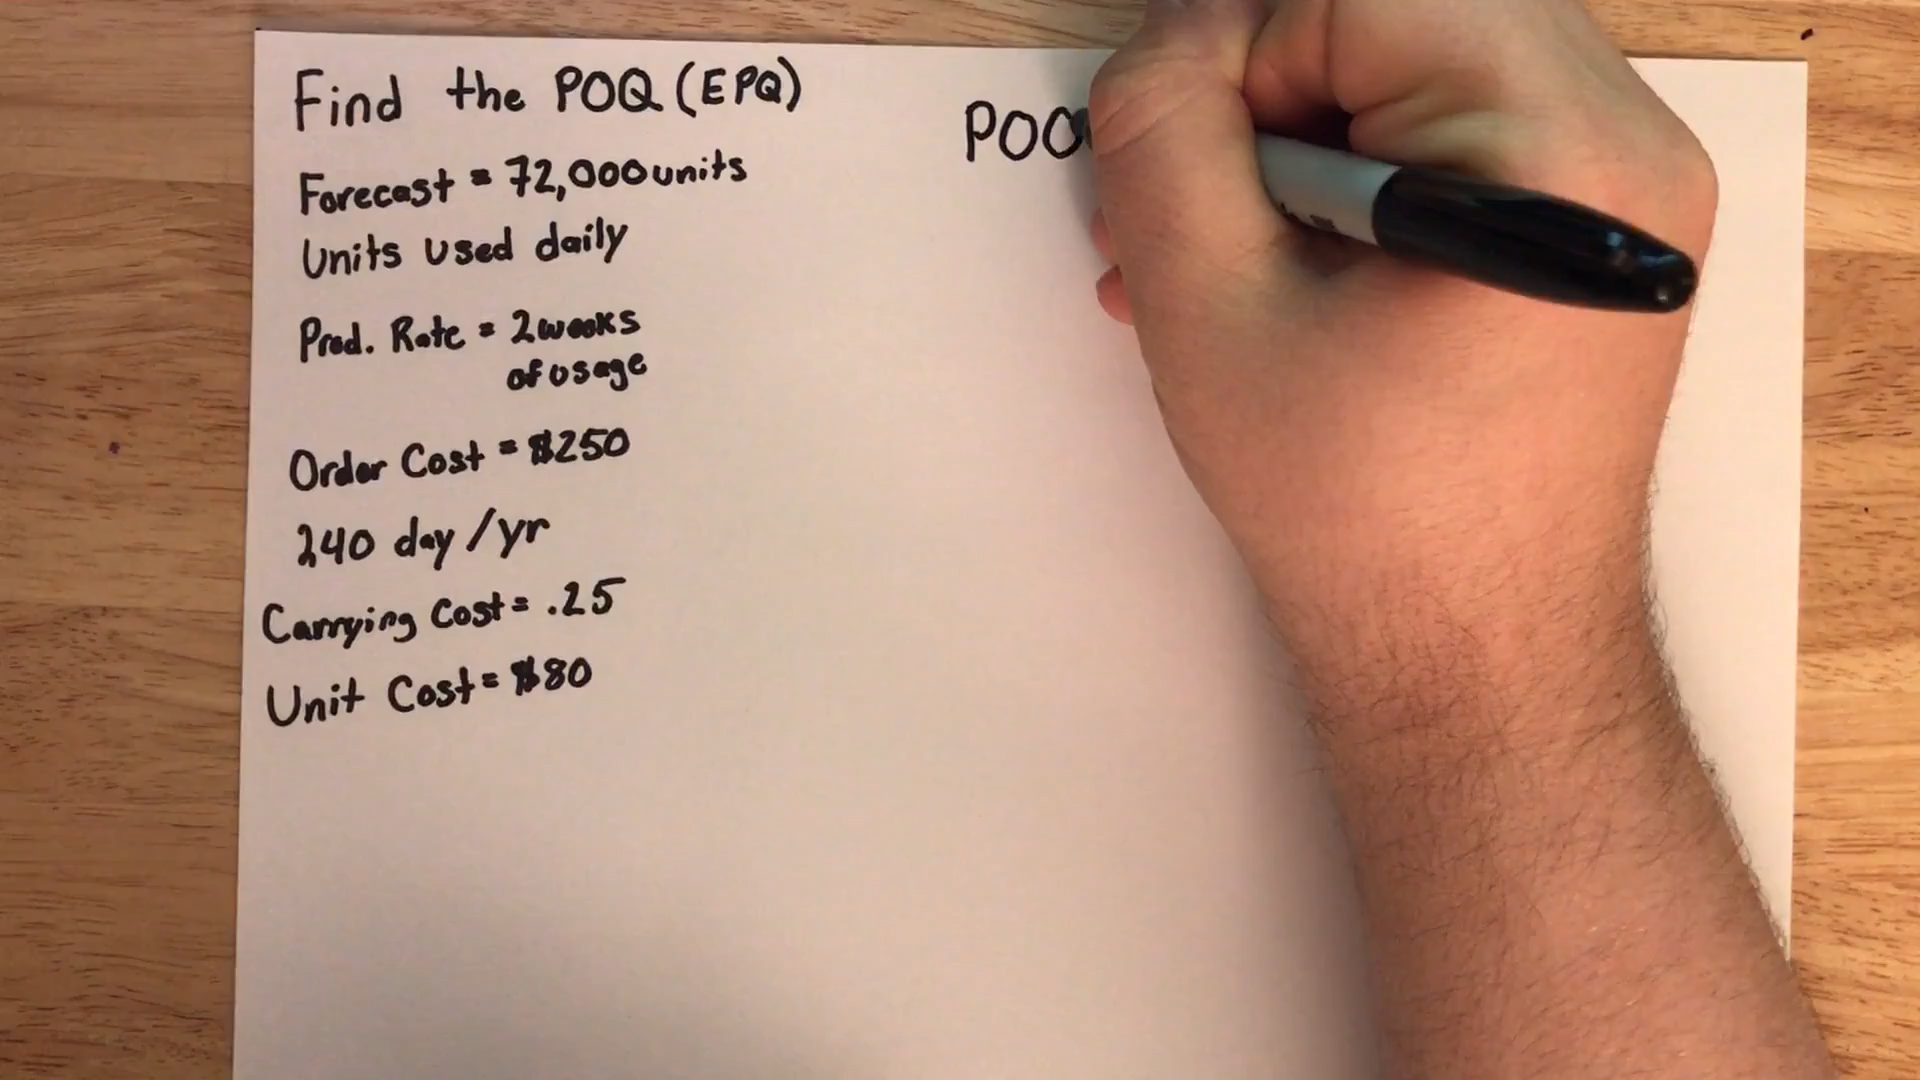 Find the POQ (EPQ)
Forecast = 72,000 units
Units used daily
Prod. Rate = 2 weeks
of usage
Order Cost = $250
240 day/yr
Carrying Cost = .25
Unit Cost = $80
POQ